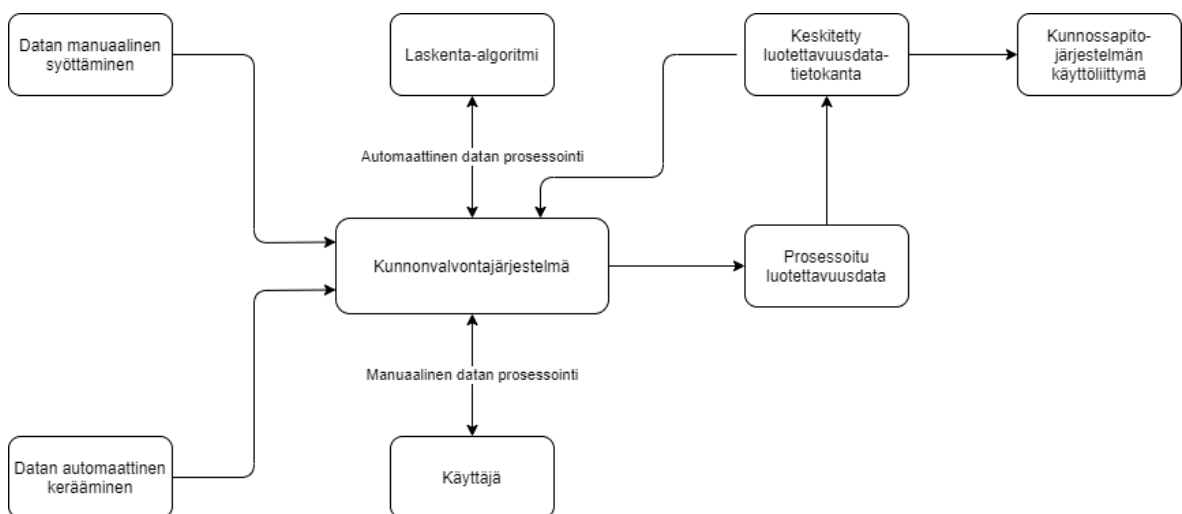 Datan manuaalinen
syöttäminen
Laskenta-algoritmi
Keskitetty
luotettavuusdata-
tietokanta
Kunnossapito-
järjestelmän
käyttöliittymä
Automaattinen datan prosessointi
Kunnonvalvontajärjestelmä
Prosessoitu
luotettavuusdata
Manuaalinen datan prosessointi
Datan automaattinen
kerääminen
Käyttäjä